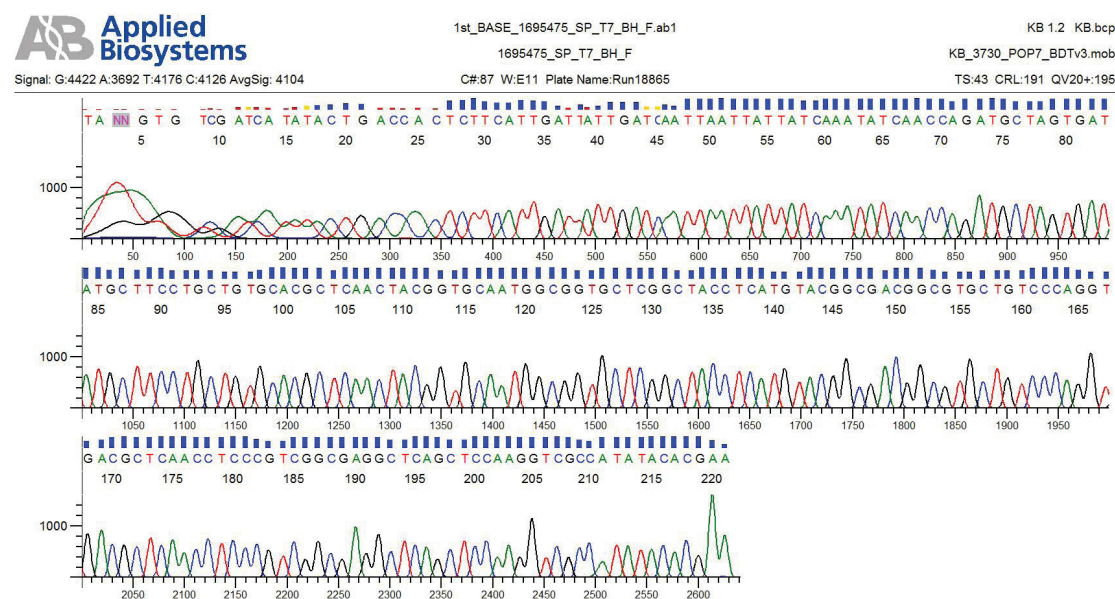 AB Applied Biosystems
1st_BASE_1695475_SP_T7_BH_F.ab1
KB 1.2 KB.bcp
1695475_SP_T7_BH_F
KB_3730_POP7_BDTv3.mob
Signal: G:4422 A:3692 T:4176 C:4126 AvgSig: 4104
C#:87 W:E11 Plate Name:Run18865
TS:43 CRL:191 QV20+:195
TA NN G T G TCG ATCA TATACTG ACCAC TCTTCATTGATTATTGATCAATTAATTATTATCAAATATCAACCAGATGCTAGTGAT
5 10 15 20 25 30 35 40 45 50 55 60 65 70 75 80
1000
50 100 150 200 250 300 350 400 450 500 550 600 650 700 750 800 850 900 950
ATGCTTCCTGCTGTGCACGCTCAACTACGGTGCAATGGCGGTGCTCGGCTACCTCATGTACGGCGACGGCGTGCTGTCCCAGGT
85 90 95 100 105 110 115 120 125 130 135 140 145 150 155 160 165
1000
1050 1100 1150 1200 1250 1300 1350 1400 1450 1500 1550 1600 1650 1700 1750 1800 1850 1900 1950
GACGCTCAACCTCCCGTCGGCGAGGCTCAGCTCCAAGGTCGCCATATACACGAA
170 175 180 185 190 195 200 205 210 215 220
1000
2050 2100 2150 2200 2250 2300 2350 2400 2450 2500 2550 2600